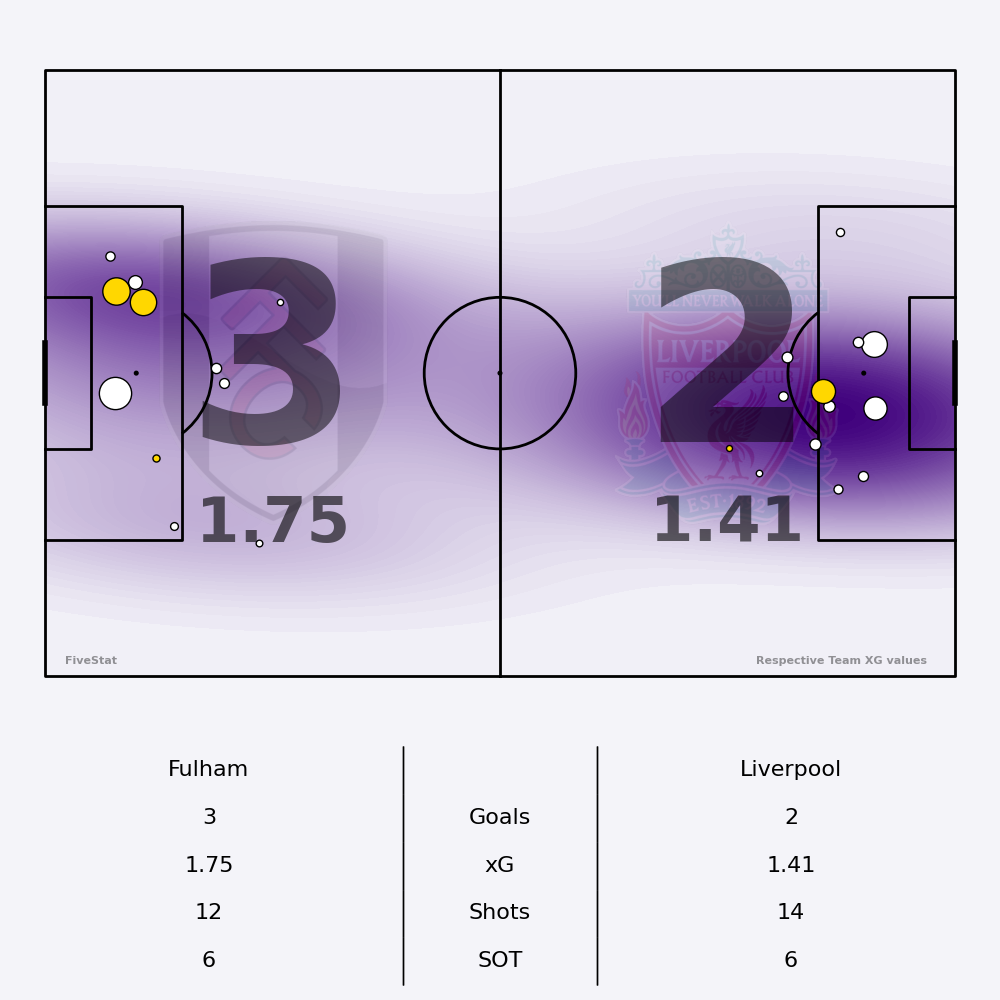 3 2
YOU'LL NEVER WALK ALONE
LIVERPOOL
FOOTBALL CLUB
1.75 1.41
FiveStat Respective Team XG values
Fulham Liverpool
3 Goals 2
1.75 xG 1.41
12 Shots 14
6 SOT 6